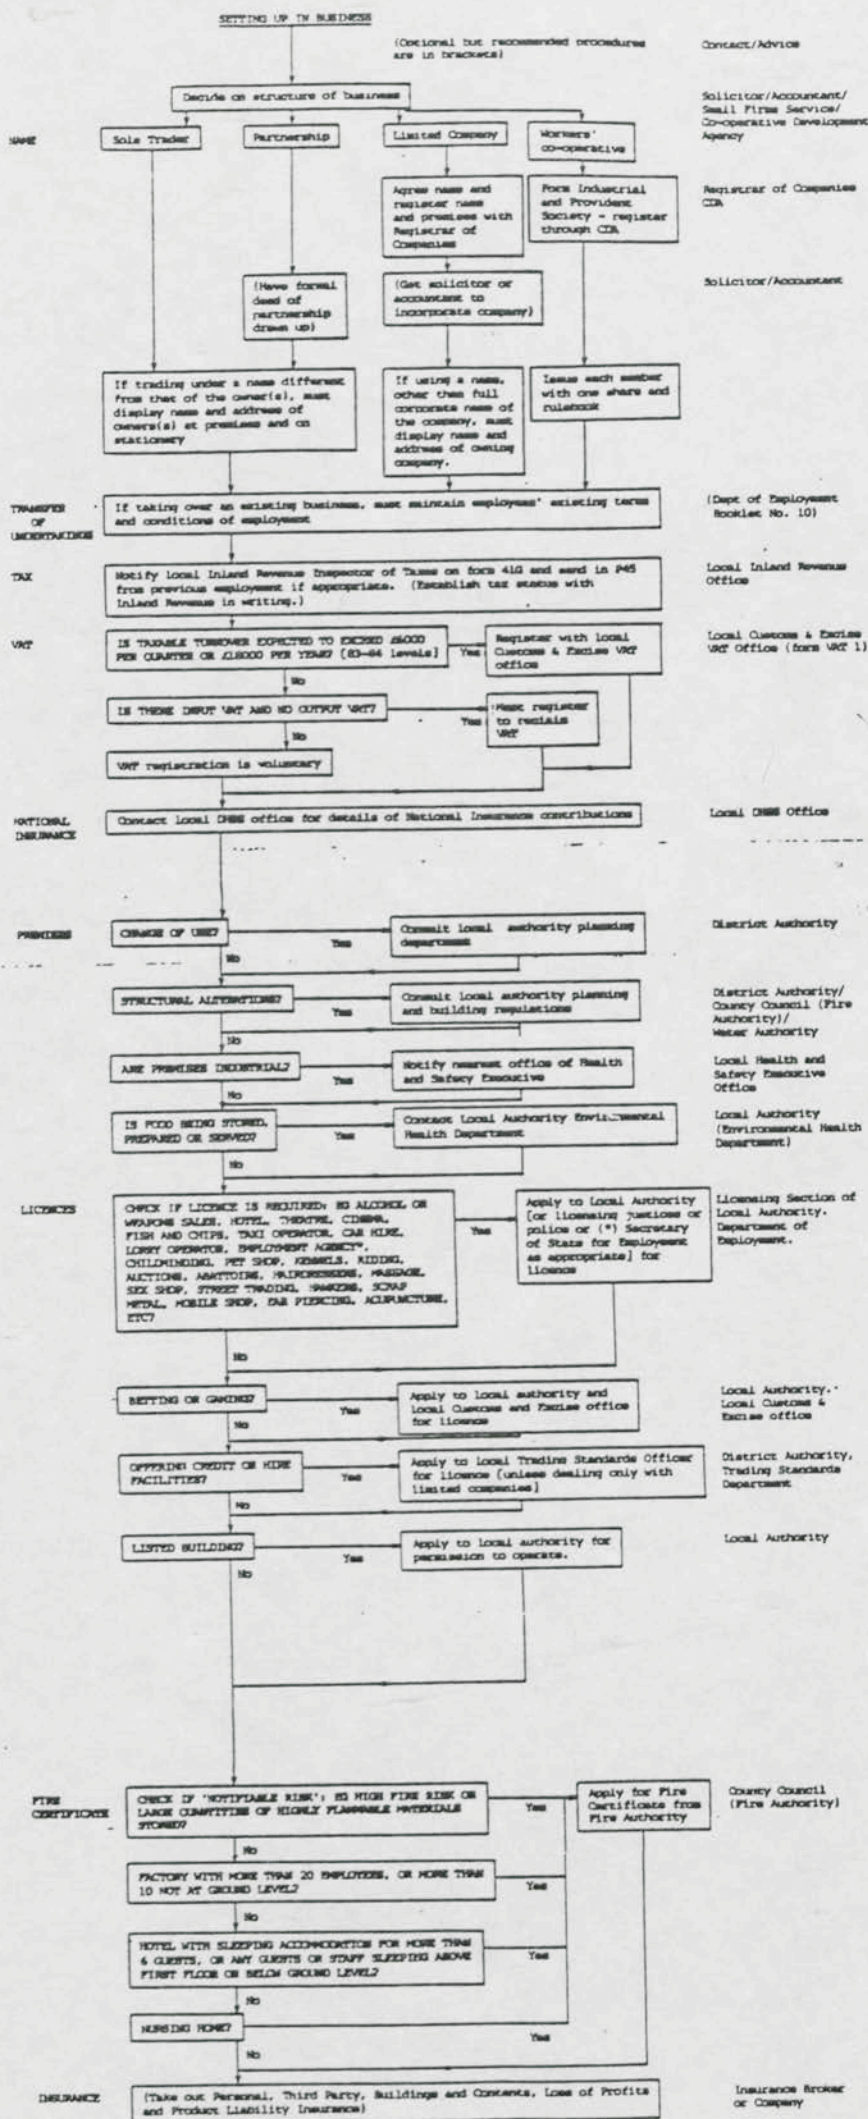 SETTING UP IN BUSINESS
(Optional but recommended procedures
are in brackets)
Contact/Advice
Decide on structure of business
Solicitor/Accountant/
Small Firms Service/
Co-operative Development
Agency
NAME
Sole Trader
Partnership
Limited Company
Workers'
co-operative
Agree name and
register name
and premises with
Registrar of
Companies
Form Industrial
and Provident
Society - register
through CDA
Registrar of Companies
CDA
(Have formal
deed of
partnership
drawn up)
(Get solicitor or
accountant to
incorporate company)
Solicitor/Accountant
If trading under a name different
from that of the owner(s), must
display name and address of
owners(s) at premises and on
stationery
If using a name,
other than full
corporate name of
the company, must
display name and
address of owning
company.
Issue each member
with one share and
rulebook
TRANSFER
OF
UNDERTAKINGS
If taking over an existing business, must maintain employees' existing terms
and conditions of employment
(Dept of Employment
Booklet No. 10)
TAX
Notify Local Inland Revenue Inspector of Taxes on form 41G and send in P45
from previous employment if appropriate. (Establish tax status with
Inland Revenue in writing.)
Local Inland Revenue
Office
VAT
IS TAXABLE TURNOVER EXPECTED TO EXCEED £6000
PER QUARTER OR £18000 PER YEAR? [83-84 levels]
Yes
Register with local
Customs & Excise VAT
office
Local Customs & Excise
VAT Office (form VAT 1)
No
IS THERE INPUT VAT AND NO OUTPUT VAT?
Yes
Must register
to reclaim
VAT
No
VAT registration is voluntary
NATIONAL
INSURANCE
Contact Local DHSS office for details of National Insurance contributions
Local DHSS Office
PREMISES
CHANGE OF USE?
Yes
Consult local authority planning
department
District Authority
No
STRUCTURAL ALTERATIONS?
Yes
Consult local authority planning
and building regulations
District Authority/
County Council (Fire
Authority)/
Water Authority
No
ARE PREMISES INDUSTRIAL?
Yes
Notify nearest office of Health
and Safety Executive
Local Health and
Safety Executive
Office
No
IS FOOD BEING STORED,
PREPARED OR SERVED?
Yes
Contact Local Authority Environmental
Health Department
Local Authority
(Environmental Health
Department)
No
LICENCES
CHECK IF LICENCE IS REQUIRED: EG ALCOHOL OR
WEAPONS SALES, HOTEL, THEATRE, CINEMA,
FISH AND CHIPS, TAXI OPERATOR, CAR HIRE,
LORRY OPERATOR, EMPLOYMENT AGENCY*,
CHILDMINDING, PET SHOP, KENNELS, RIDING,
AUCTIONS, ABATTOIRS, HAIRDRESSERS, MASSAGE,
SEX SHOP, STREET TRADING, HAWKERS, SCRAP
METAL, MOBILE SHOP, EAR PIERCING, ACUPUNCTURE,
ETC?
Yes
Apply to Local Authority
[or licensing justices or
police or (*) Secretary
of State for Employment
as appropriate] for
licence
Licensing Section of
Local Authority.
Department of
Employment.
No
BETTING OR GAMING?
Yes
Apply to local authority and
Local Customs and Excise office
for licence
Local Authority.
Local Customs &
Excise office
No
OFFERING CREDIT OR HIRE
FACILITIES?
Yes
Apply to Local Trading Standards Officer
for licence [unless dealing only with
limited companies]
District Authority,
Trading Standards
Department
No
LISTED BUILDING?
Yes
Apply to local authority for
permission to operate.
Local Authority
No
FIRE
CERTIFICATE
CHECK IF 'NOTIFIABLE RISK': EG HIGH FIRE RISK OR
LARGE QUANTITIES OF HIGHLY FLAMMABLE MATERIALS
STORED?
Yes
Apply for Fire
Certificate from
Fire Authority
County Council
(Fire Authority)
No
FACTORY WITH MORE THAN 20 EMPLOYEES, OR MORE THAN
10 NOT AT GROUND LEVEL?
Yes
No
HOTEL WITH SLEEPING ACCOMMODATION FOR MORE THAN
6 GUESTS, OR ANY GUESTS OR STAFF SLEEPING ABOVE
FIRST FLOOR OR BELOW GROUND LEVEL?
Yes
No
NURSING HOME?
Yes
No
INSURANCE
(Take out Personal, Third Party, Buildings and Contents, Loss of Profits
and Product Liability Insurance)
Insurance Broker
or Company